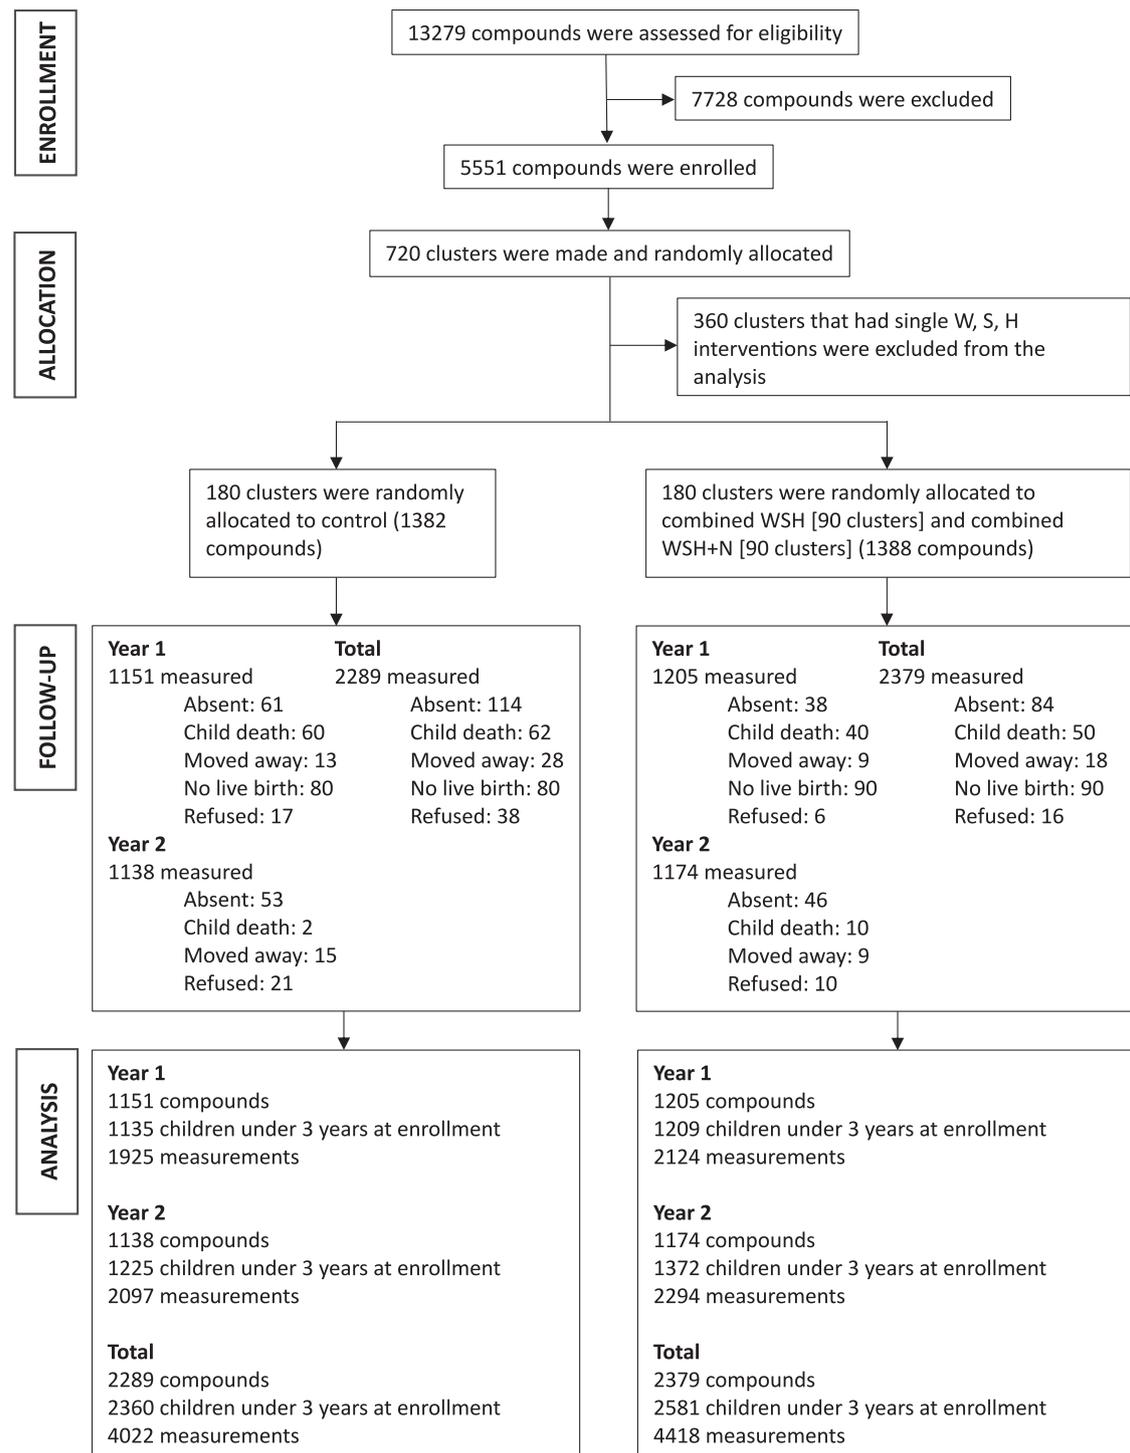 ENROLLMENT
13279 compounds were assessed for eligibility
7728 compounds were excluded
5551 compounds were enrolled
ALLOCATION
720 clusters were made and randomly allocated
360 clusters that had single W, S, H
interventions were excluded from the
analysis
180 clusters were randomly
allocated to control (1382
compounds)
180 clusters were randomly allocated to
combined WSH [90 clusters] and combined
WSH+N [90 clusters] (1388 compounds)
FOLLOW-UP
Year 1
1151 measured
Absent: 61
Child death: 60
Moved away: 13
No live birth: 80
Refused: 17
Total
2289 measured
Absent: 114
Child death: 62
Moved away: 28
No live birth: 80
Refused: 38
Year 2
1138 measured
Absent: 53
Child death: 2
Moved away: 15
Refused: 21
Year 1
1205 measured
Absent: 38
Child death: 40
Moved away: 9
No live birth: 90
Refused: 6
Total
2379 measured
Absent: 84
Child death: 50
Moved away: 18
No live birth: 90
Refused: 16
Year 2
1174 measured
Absent: 46
Child death: 10
Moved away: 9
Refused: 10
ANALYSIS
Year 1
1151 compounds
1135 children under 3 years at enrollment
1925 measurements
Year 2
1138 compounds
1225 children under 3 years at enrollment
2097 measurements
Total
2289 compounds
2360 children under 3 years at enrollment
4022 measurements
Year 1
1205 compounds
1209 children under 3 years at enrollment
2124 measurements
Year 2
1174 compounds
1372 children under 3 years at enrollment
2294 measurements
Total
2379 compounds
2581 children under 3 years at enrollment
4418 measurements